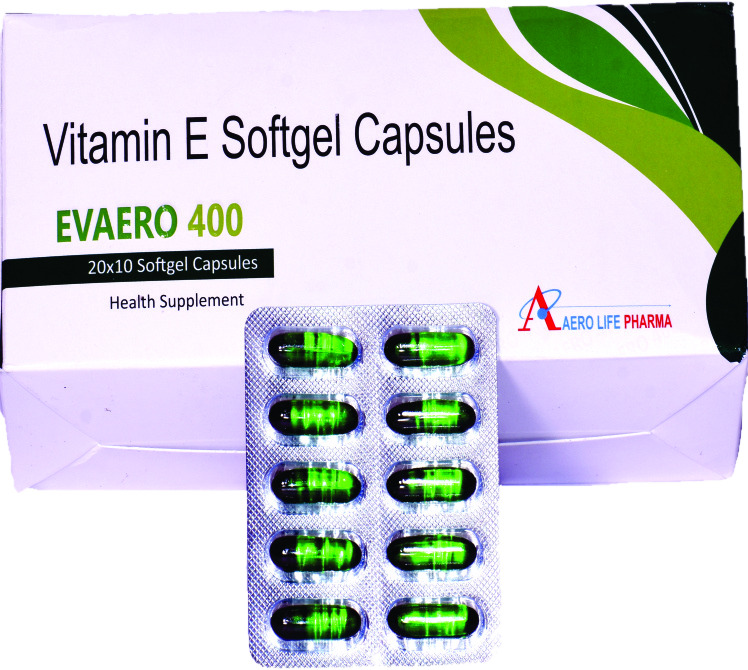 Vitamin E Softgel Capsules
EVAERO 400
20x10 Softgel Capsules
Health Supplement
AERO LIFE PHARMA